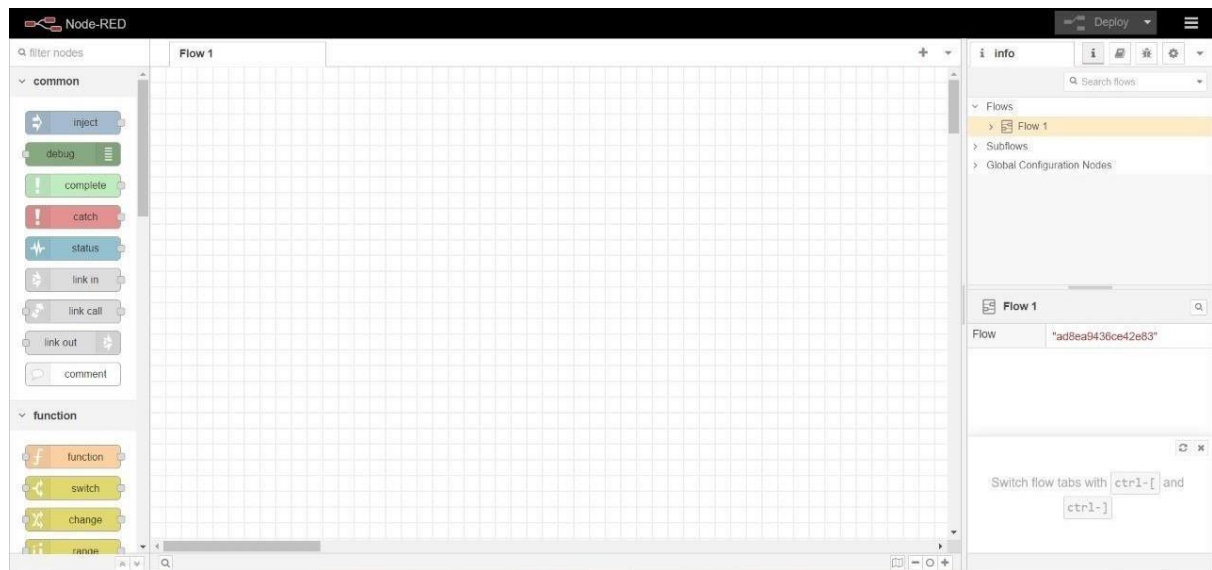 Node-RED
Deploy
filter nodes
Flow 1
info
i
common
Search flows
Flows
Flow 1
Subflows
Global Configuration Nodes
inject
debug
complete
catch
status
link in
link call
link out
comment
Flow 1
Flow "ad8ea9436ce42e83"
function
function
switch
change
range
Switch flow tabs with ctrl-[ and
ctrl-]